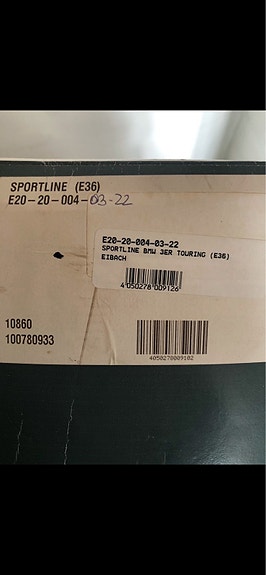 SPORTLINE (E36)
E20-20-004-03-22
E20-20-004-03-22
SPORTLINE BMW 3ER TOURING (E36)
EIBACH
4 050278 009126
10860
100780933
4050278009102